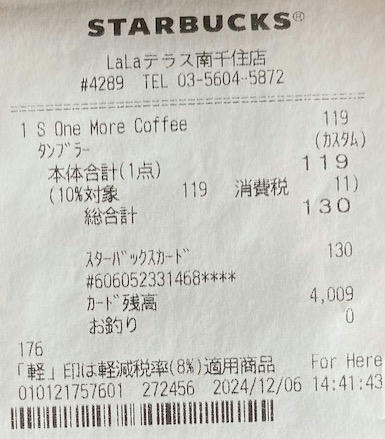 STARBUCKS®
LaLaテラス南千住店
#4289 TEL 03-5604-5872
1 S One More Coffee 119
タンブラー (カスタム)
本体合計(1点) 119
(10%対象 119 消費税 11)
総合計 130
スターバックスカード 130
#606052331468****
カード残高 4,009
お釣り 0
176
「軽」印は軽減税率(8%)適用商品 For Here
010121757601 272456 2024/12/06 14:41:43